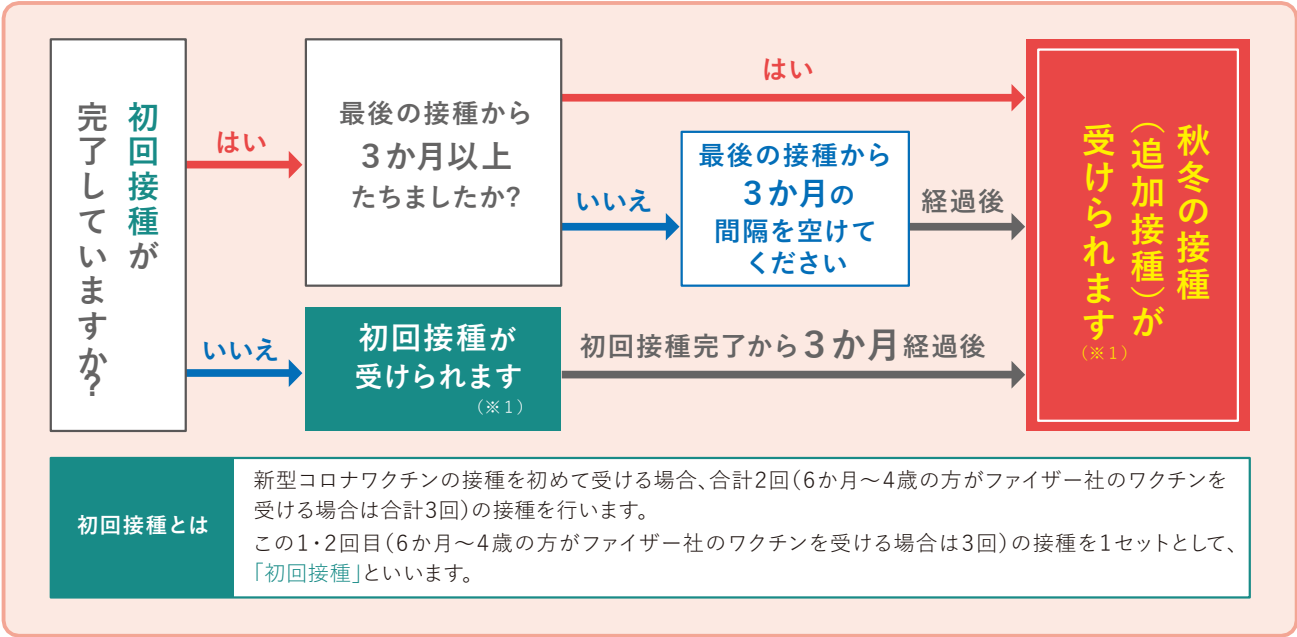 初回接種が
完了していますか？
はい
いいえ
最後の接種から
3か月以上
たちましたか？
はい
いいえ
最後の接種から
3か月の
間隔を空けて
ください
経過後
初回接種が
受けられます
（※1）
初回接種完了から3か月経過後
秋冬の接種
（追加接種）が
受けられます
（※1）
初回接種とは
新型コロナワクチンの接種を初めて受ける場合、合計2回（6か月～4歳の方がファイザー社のワクチンを
受ける場合は合計3回）の接種を行います。
この1・2回目（6か月～4歳の方がファイザー社のワクチンを受ける場合は3回）の接種を1セットとして、
「初回接種」といいます。